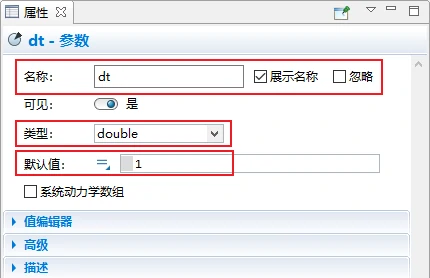 属性
dt - 参数
名称: dt 展示名称 忽略
可见: 是
类型: double
默认值: 1
系统动力学数组
值编辑器
高级
描述